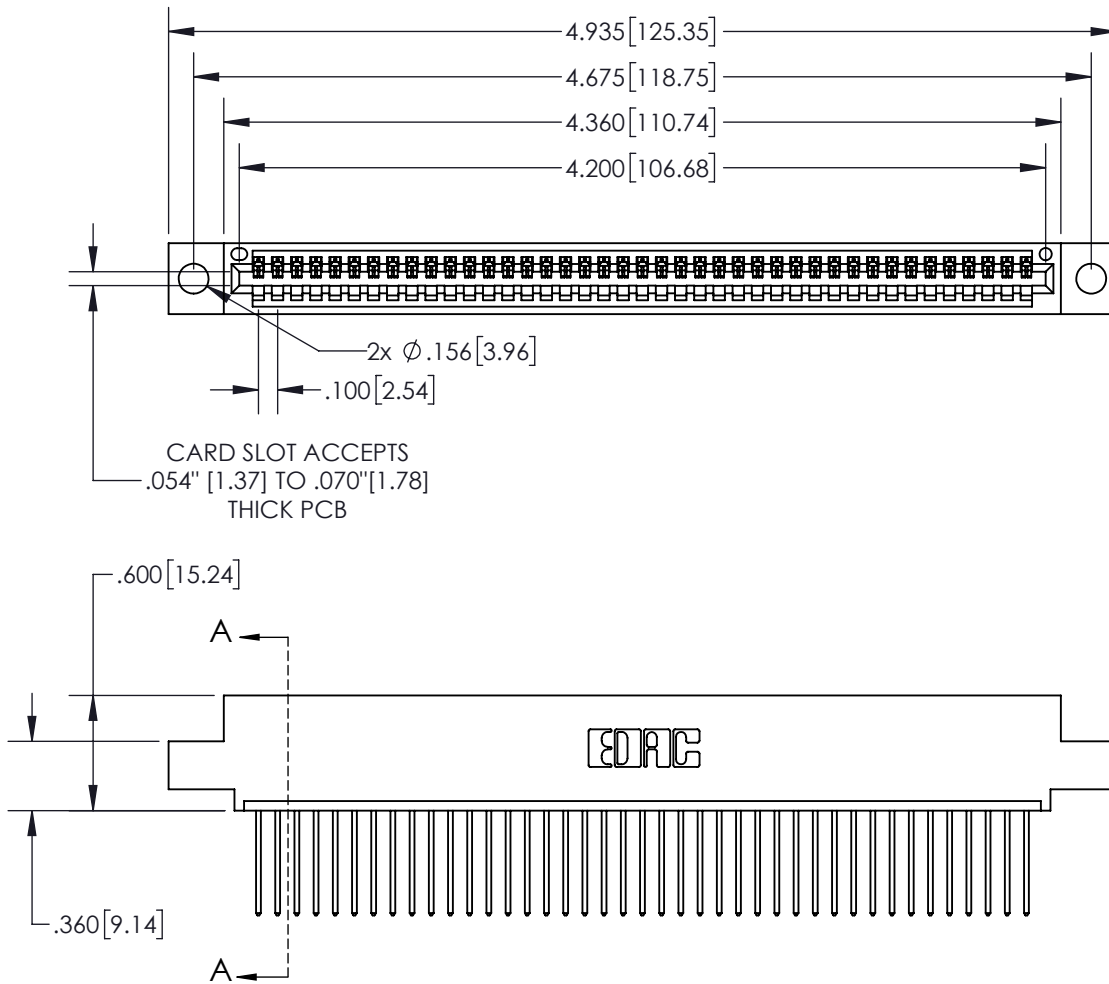 4.935[125.35]
4.675[118.75]
4.360[110.74]
4.200[106.68]
2x Ø .156[3.96]
.100[2.54]
CARD SLOT ACCEPTS
.054" [1.37] TO .070"[1.78]
THICK PCB
.600[15.24]
A
EDAC
.360[9.14]
A